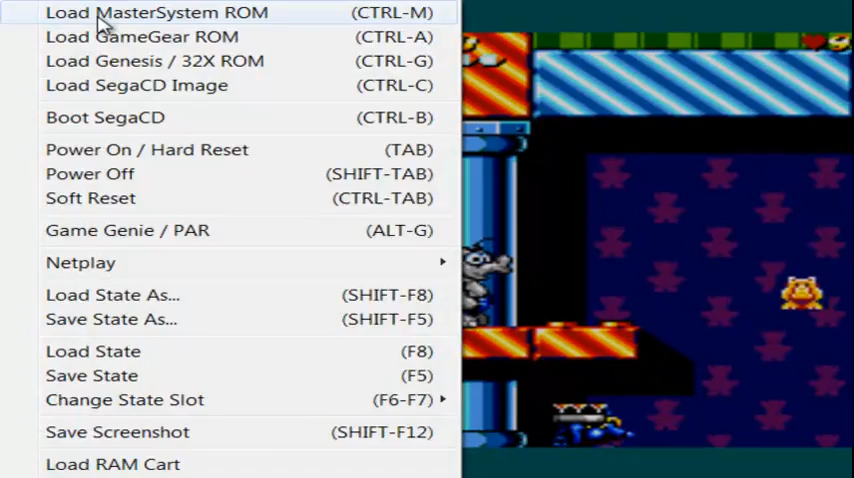 Load MasterSystem ROM (CTRL-M)
Load GameGear ROM (CTRL-A)
Load Genesis / 32X ROM (CTRL-G)
Load SegaCD Image (CTRL-C)
Boot SegaCD (CTRL-B)
Power On / Hard Reset (TAB)
Power Off (SHIFT-TAB)
Soft Reset (CTRL-TAB)
Game Genie / PAR (ALT-G)
Netplay
Load State As... (SHIFT-F8)
Save State As... (SHIFT-F5)
Load State (F8)
Save State (F5)
Change State Slot (F6-F7)
Save Screenshot (SHIFT-F12)
Load RAM Cart